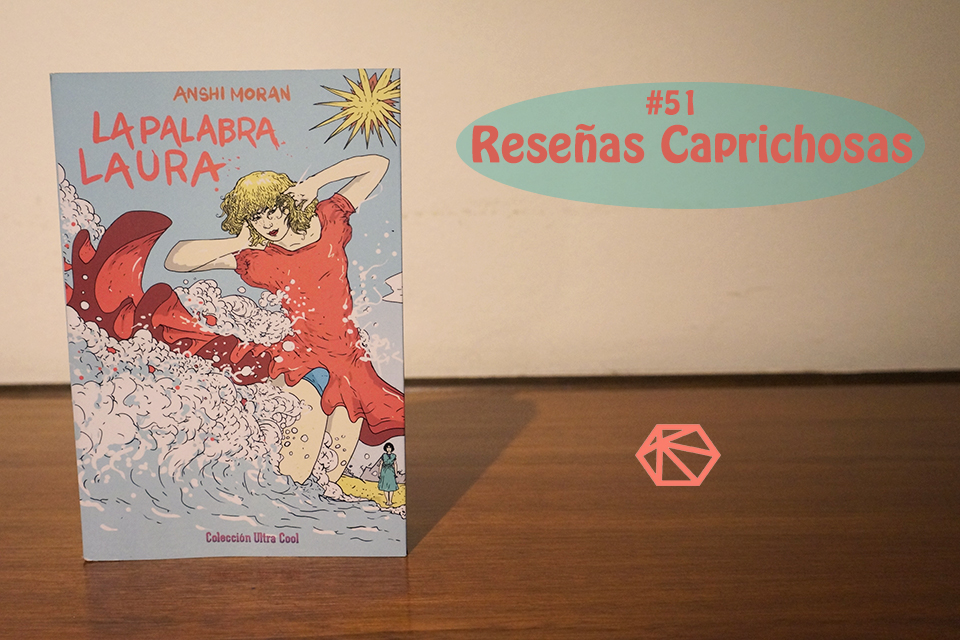 ANSHI MORAN
LA PALABRA
LAURA
Colección Ultra Cool
#51
Reseñas Caprichosas